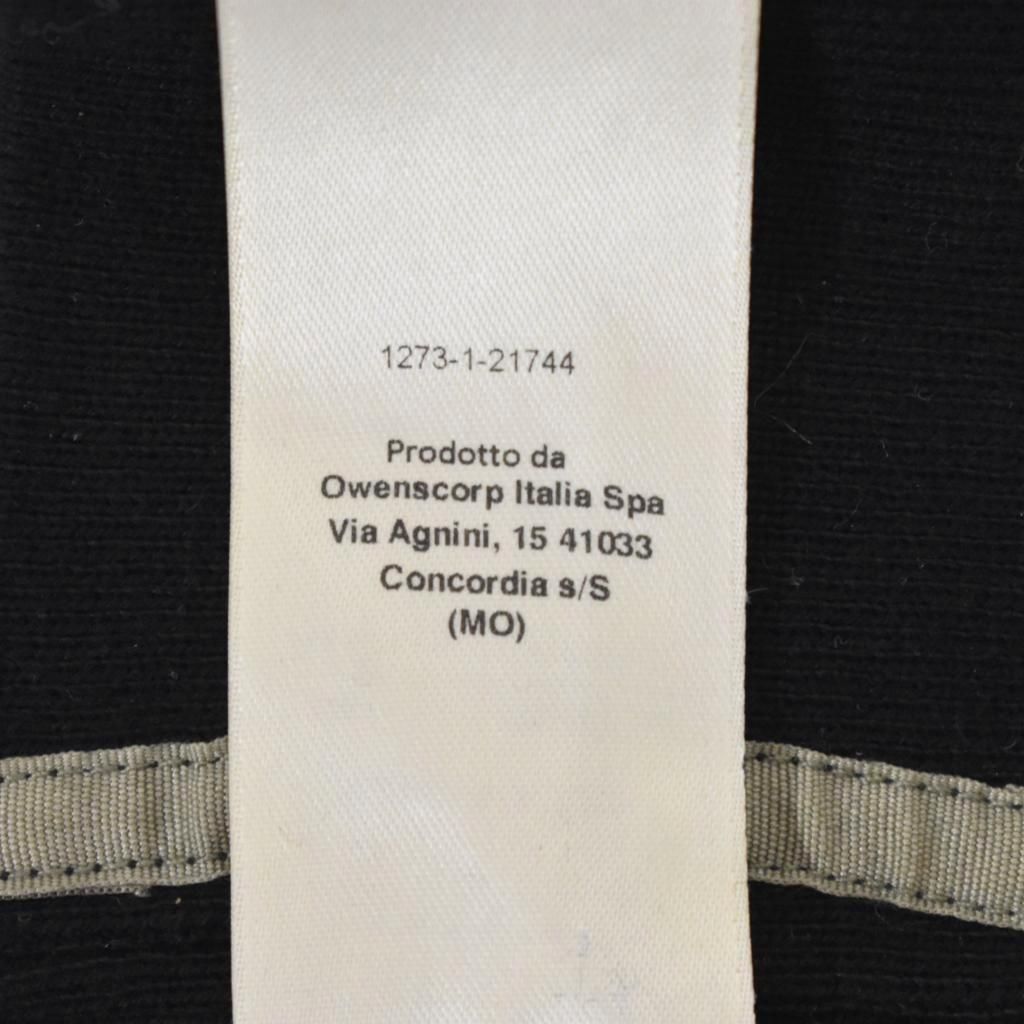 1273-1-21744
Prodotto da
Owenscorp Italia Spa
Via Agnini, 15 41033
Concordia s/S
(MO)